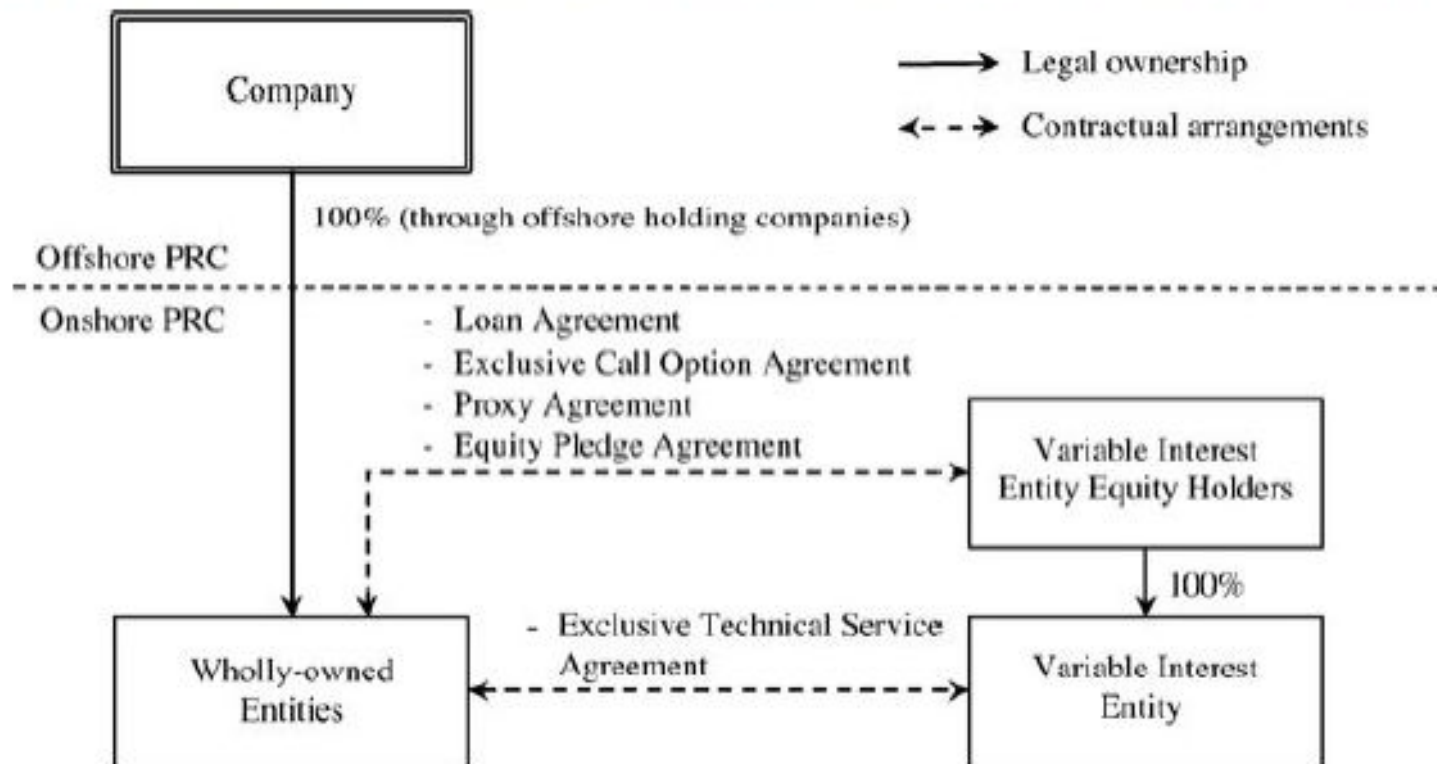 Company
Legal ownership
Contractual arrangements
100% (through offshore holding companies)
Offshore PRC
Onshore PRC
- Loan Agreement
- Exclusive Call Option Agreement
- Proxy Agreement
- Equity Pledge Agreement
Variable Interest
Entity Equity Holders
100%
- Exclusive Technical Service
Agreement
Wholly-owned
Entities
Variable Interest
Entity